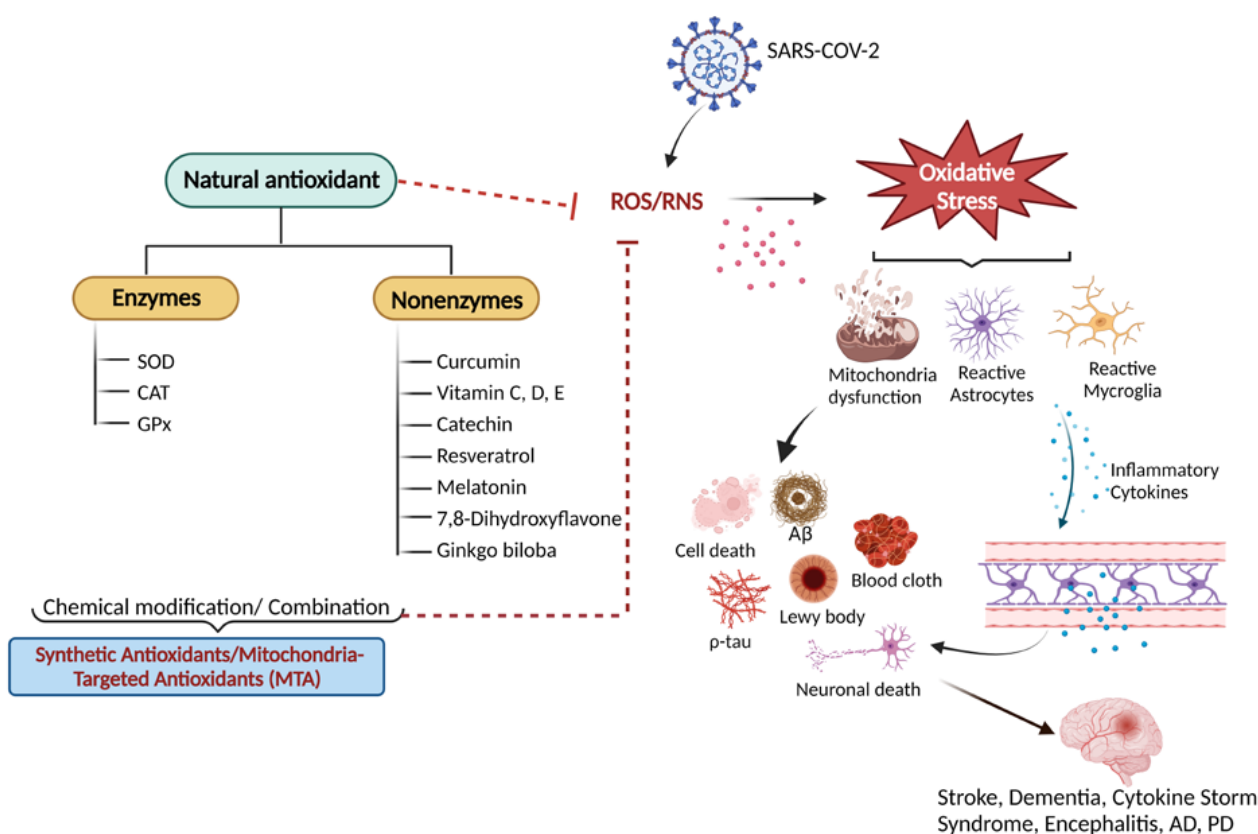 SARS-COV-2
Natural antioxidant
ROS/RNS
Oxidative
Stress
Enzymes
Nonenzymes
SOD
CAT
GPx
Curcumin
Vitamin C, D, E
Catechin
Resveratrol
Melatonin
7,8-Dihydroxyflavone
Ginkgo biloba
Mitochondria
dysfunction
Reactive
Astrocytes
Reactive
Mycroglia
Inflammatory
Cytokines
Cell death
Aβ
Blood cloth
Lewy body
ρ-tau
Neuronal death
Chemical modification/ Combination
Synthetic Antioxidants/Mitochondria-
Targeted Antioxidants (MTA)
Stroke, Dementia, Cytokine Storm
Syndrome, Encephalitis, AD, PD